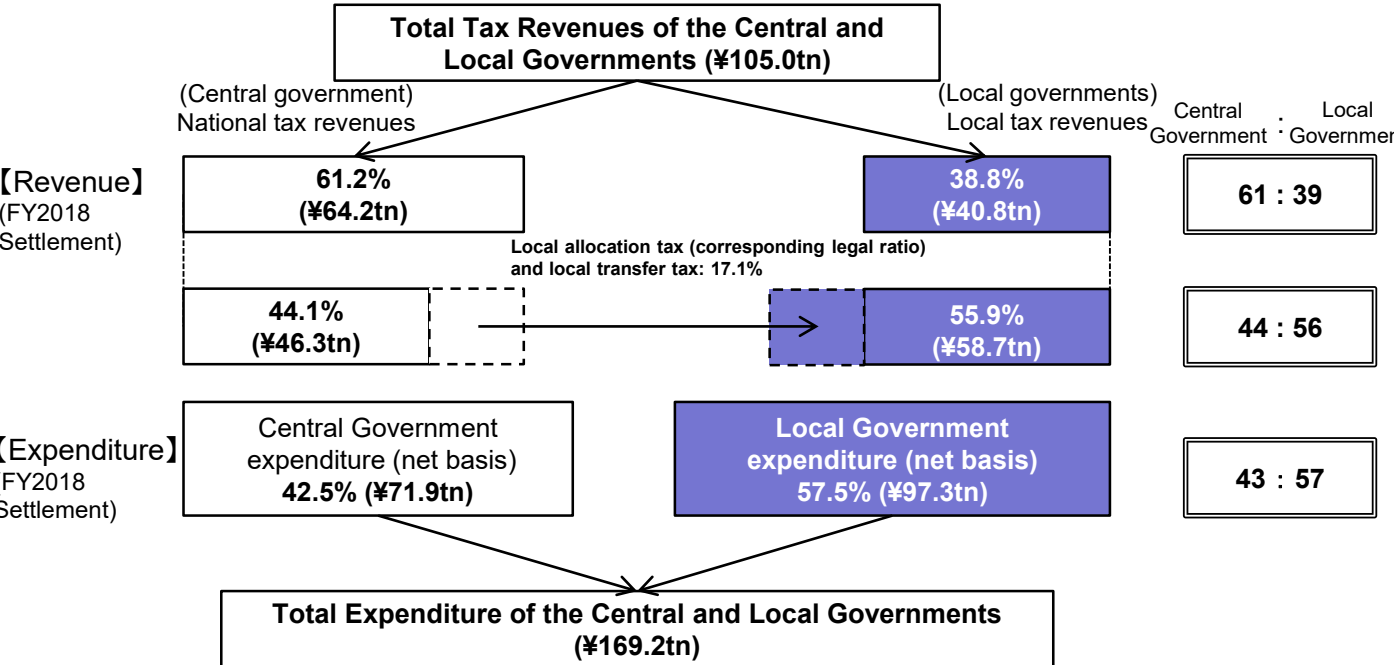 Total Tax Revenues of the Central and
Local Governments (¥105.0tn)
(Central government)
National tax revenues
(Local governments)
Local tax revenues
Central
Government
:
Local
Governmen
【Revenue】
(FY2018
Settlement)
61.2%
(¥64.2tn)
38.8%
(¥40.8tn)
61 : 39
Local allocation tax (corresponding legal ratio)
and local transfer tax: 17.1%
44.1%
(¥46.3tn)
55.9%
(¥58.7tn)
44 : 56
【Expenditure】
(FY2018
Settlement)
Central Government
expenditure (net basis)
42.5% (¥71.9tn)
Local Government
expenditure (net basis)
57.5% (¥97.3tn)
43 : 57
Total Expenditure of the Central and Local Governments
(¥169.2tn)